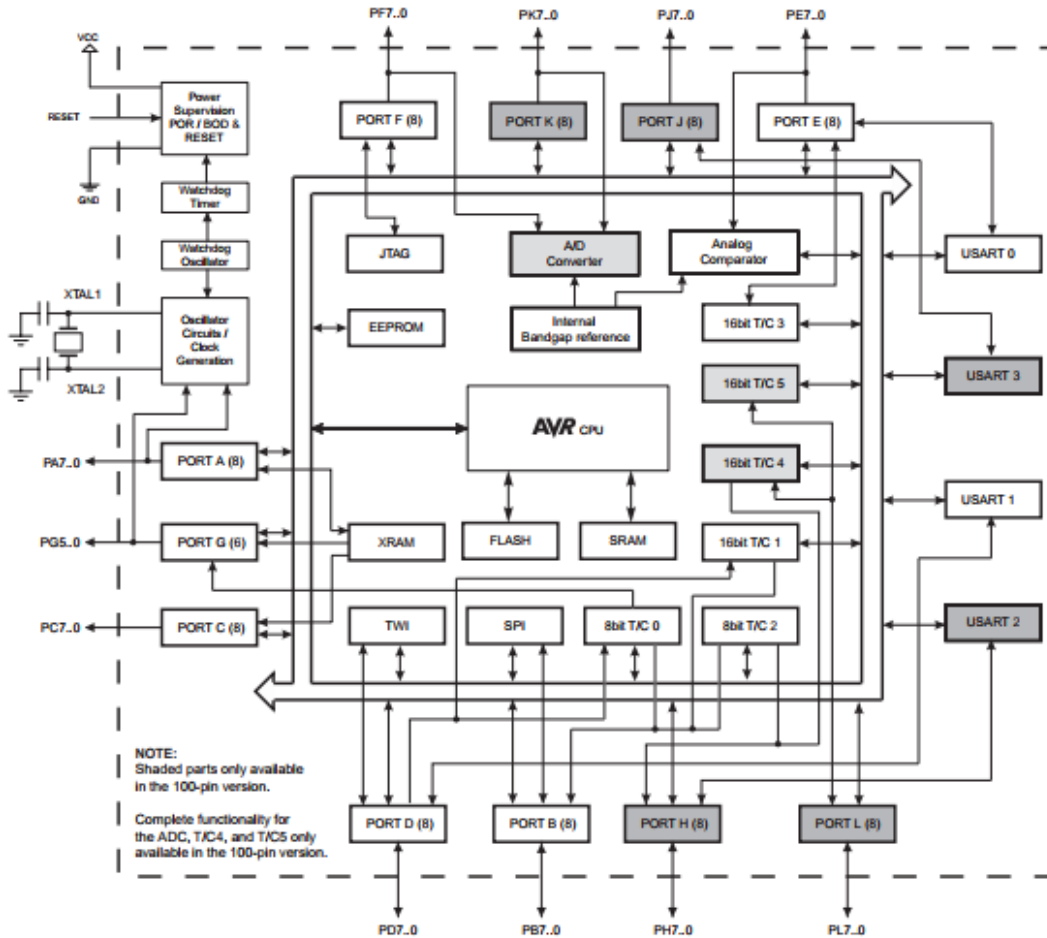 PF7..0
PK7..0
PJ7..0
PE7..0
VCC
RESET
GND
Power
Supervision
POR / BOD &
RESET
Watchdog
Timer
Watchdog
Oscillator
XTAL1
XTAL2
Oscillator
Circuits /
Clock
Generation
PORT F (8)
PORT K (8)
PORT J (8)
PORT E (8)
JTAG
A/D
Converter
Analog
Comparator
USART 0
EEPROM
Internal
Bandgap reference
16bit T/C 3
16bit T/C 5
USART 3
AVR CPU
PA7..0
PORT A (8)
16bit T/C 4
USART 1
PG5..0
PORT G (6)
XRAM
FLASH
SRAM
16bit T/C 1
PC7..0
PORT C (8)
TWI
SPI
8bit T/C 0
8bit T/C 2
USART 2
NOTE:
Shaded parts only available
in the 100-pin version.
Complete functionality for
the ADC, T/C4, and T/C5 only
available in the 100-pin version.
PORT D (8)
PORT B (8)
PORT H (8)
PORT L (8)
PD7..0
PB7..0
PH7..0
PL7..0